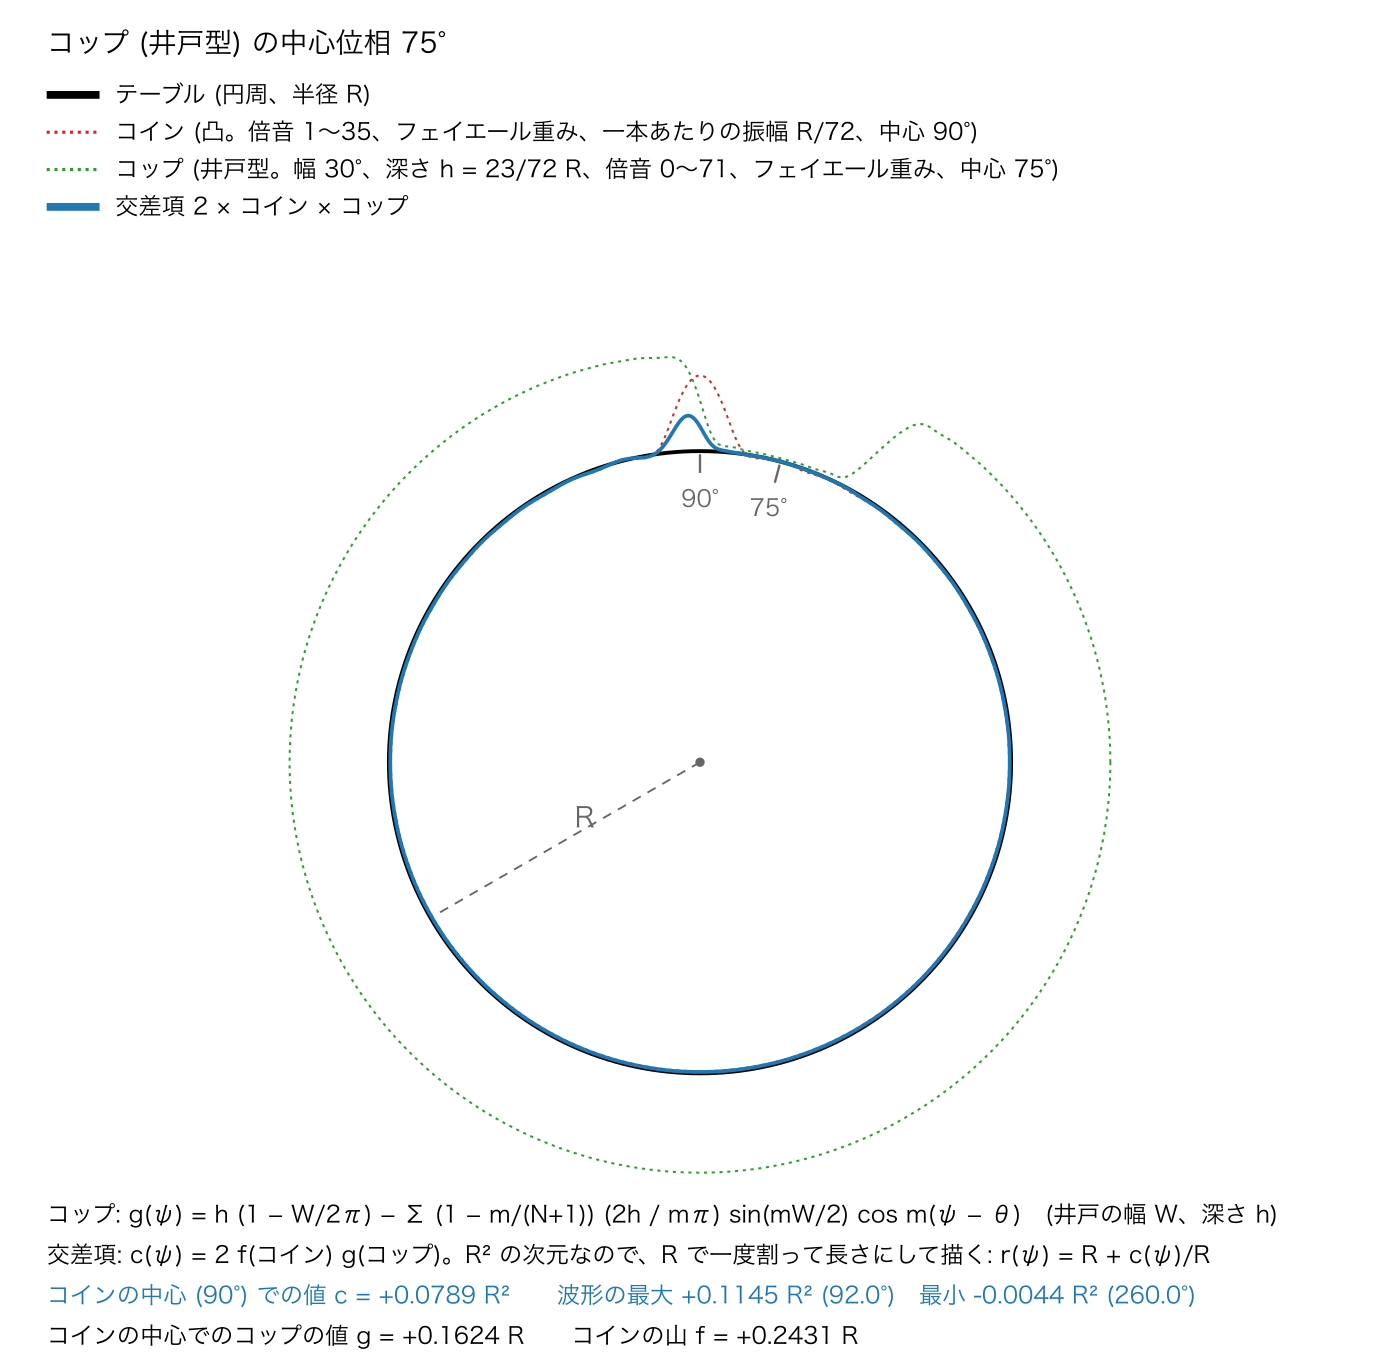 コップ (井戸型) の中心位相 75°
テーブル (円周、半径 R)
コイン (凸。倍音 1〜35、フェイエール重み、一本あたりの振幅 R/72、中心 90°)
コップ (井戸型。幅 30°、深さ h = 23/72 R、倍音 0〜71、フェイエール重み、中心 75°)
交差項 2 × コイン × コップ
90°
75°
R
コップ: g(ψ) = h (1 − W/2π) − Σ (1 − m/(N+1)) (2h / mπ) sin(mW/2) cos m(ψ − θ) (井戸の幅 W、深さ h)
交差項: c(ψ) = 2 f(コイン) g(コップ)。R² の次元なので、R で一度割って長さにして描く: r(ψ) = R + c(ψ)/R
コインの中心 (90°) での値 c = +0.0789 R² 波形の最大 +0.1145 R² (92.0°) 最小 -0.0044 R² (260.0°)
コインの中心でのコップの値 g = +0.1624 R コインの山 f = +0.2431 R